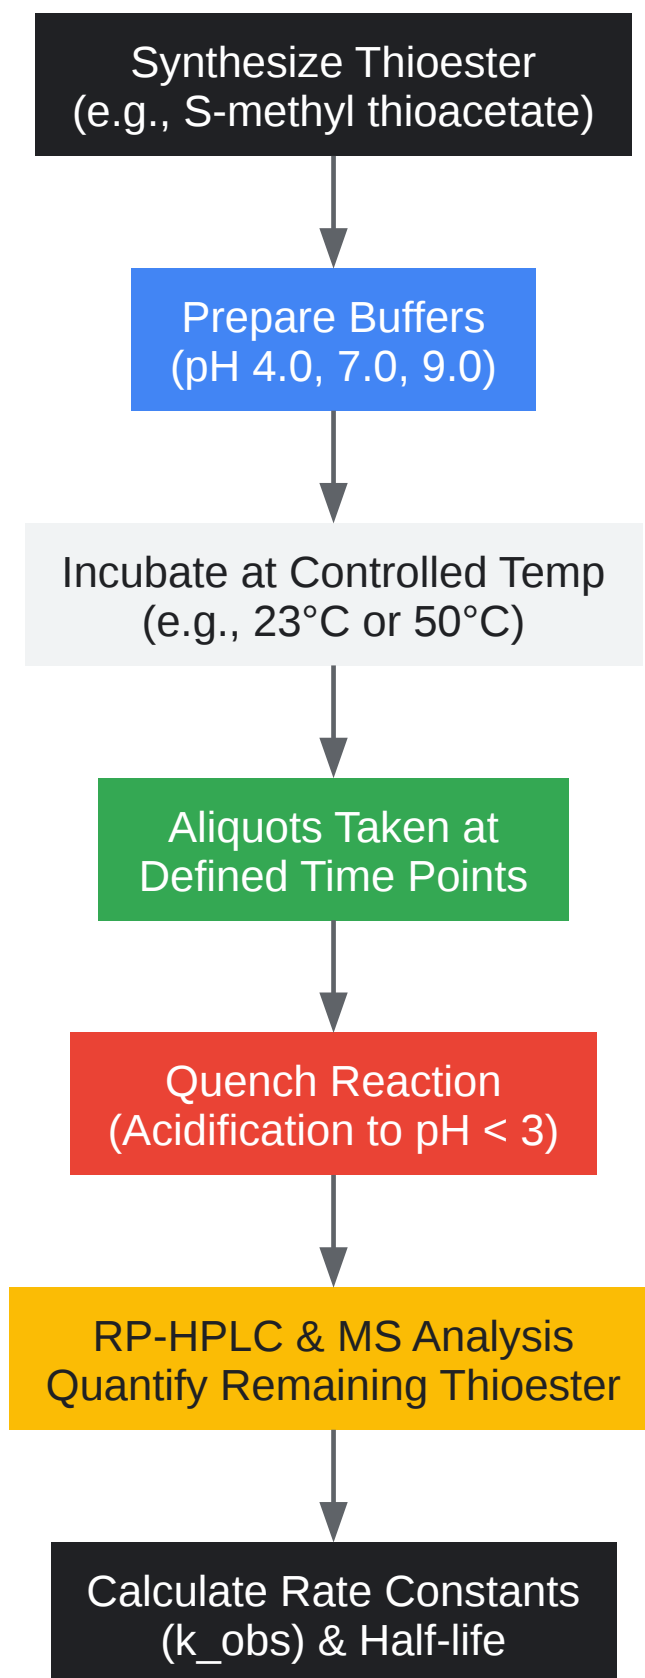 Synthesize Thioester
(e.g., S-methyl thioacetate)
Prepare Buffers
(pH 4.0, 7.0, 9.0)
Incubate at Controlled Temp
(e.g., 23°C or 50°C)
Aliquots Taken at
Defined Time Points
Quench Reaction
(Acidification to pH < 3)
RP-HPLC & MS Analysis
Quantify Remaining Thioester
Calculate Rate Constants
(k_obs) & Half-life